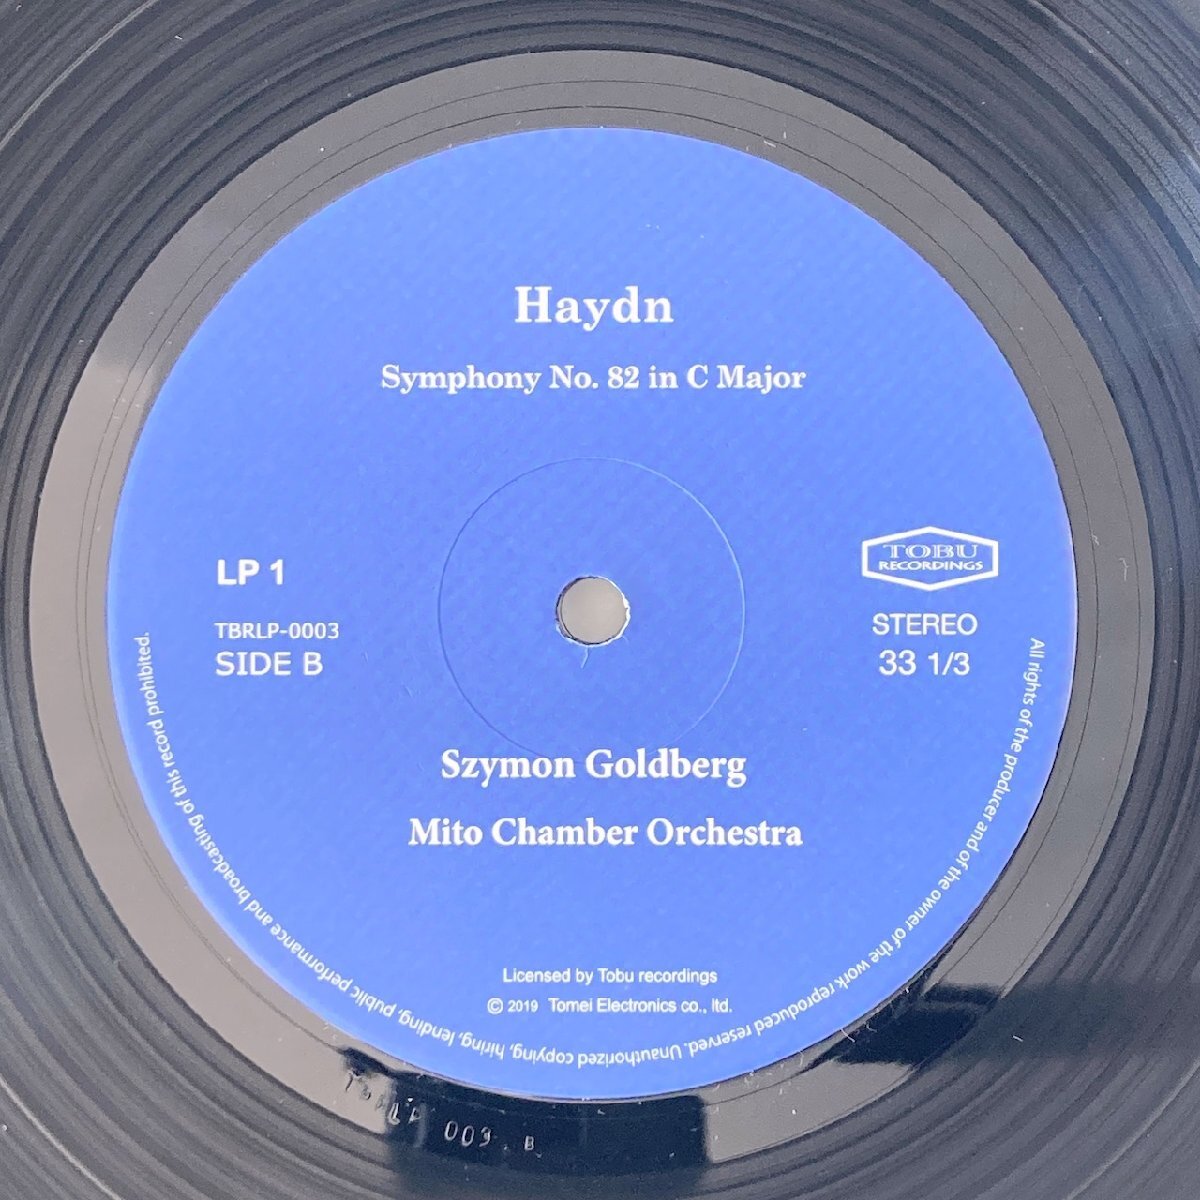 Haydn
Symphony No. 82 in C Major
LP 1
TBRLP-0003
SIDE B
TOBU
RECORDINGS
STEREO
33 1/3
Szymon Goldberg
Mito Chamber Orchestra
Licensed by Tobu recordings
© 2019 Tomei Electronics co., ltd.
All rights of the producer and of the owner of the work reproduced reserved. Unauthorized copying, hiring, lending, public performance and broadcasting of this record prohibited.